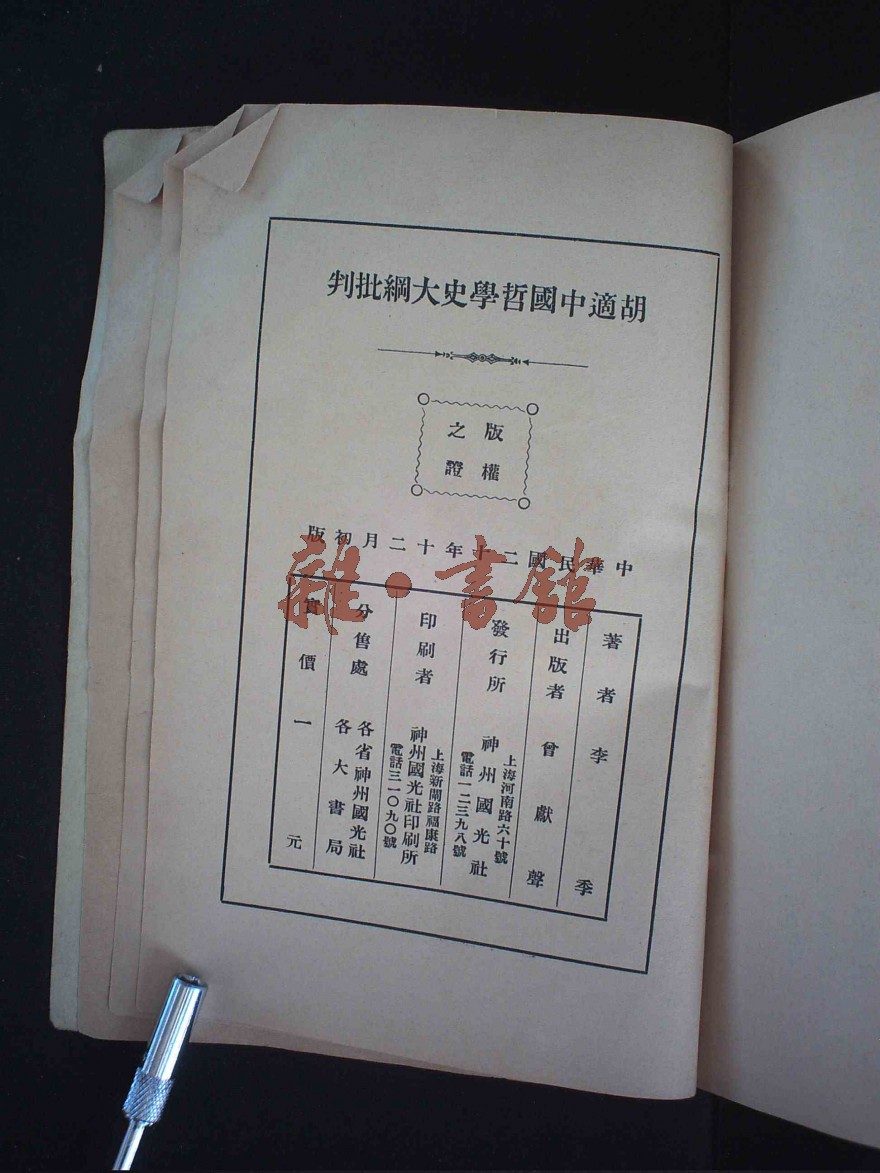 胡適中國哲學史大綱批判
版權
之證
中華民國二十年十二月初版
著者 李季
出版者 曾獻聲
發行所 神州國光社
上海河南路六十號
電話一二三九八號
印刷者 神州國光社印刷所
上海新閘路福康路
電話三一〇九〇號
分售處 各省神州國光社
各大書局
實價一元
雜·書館